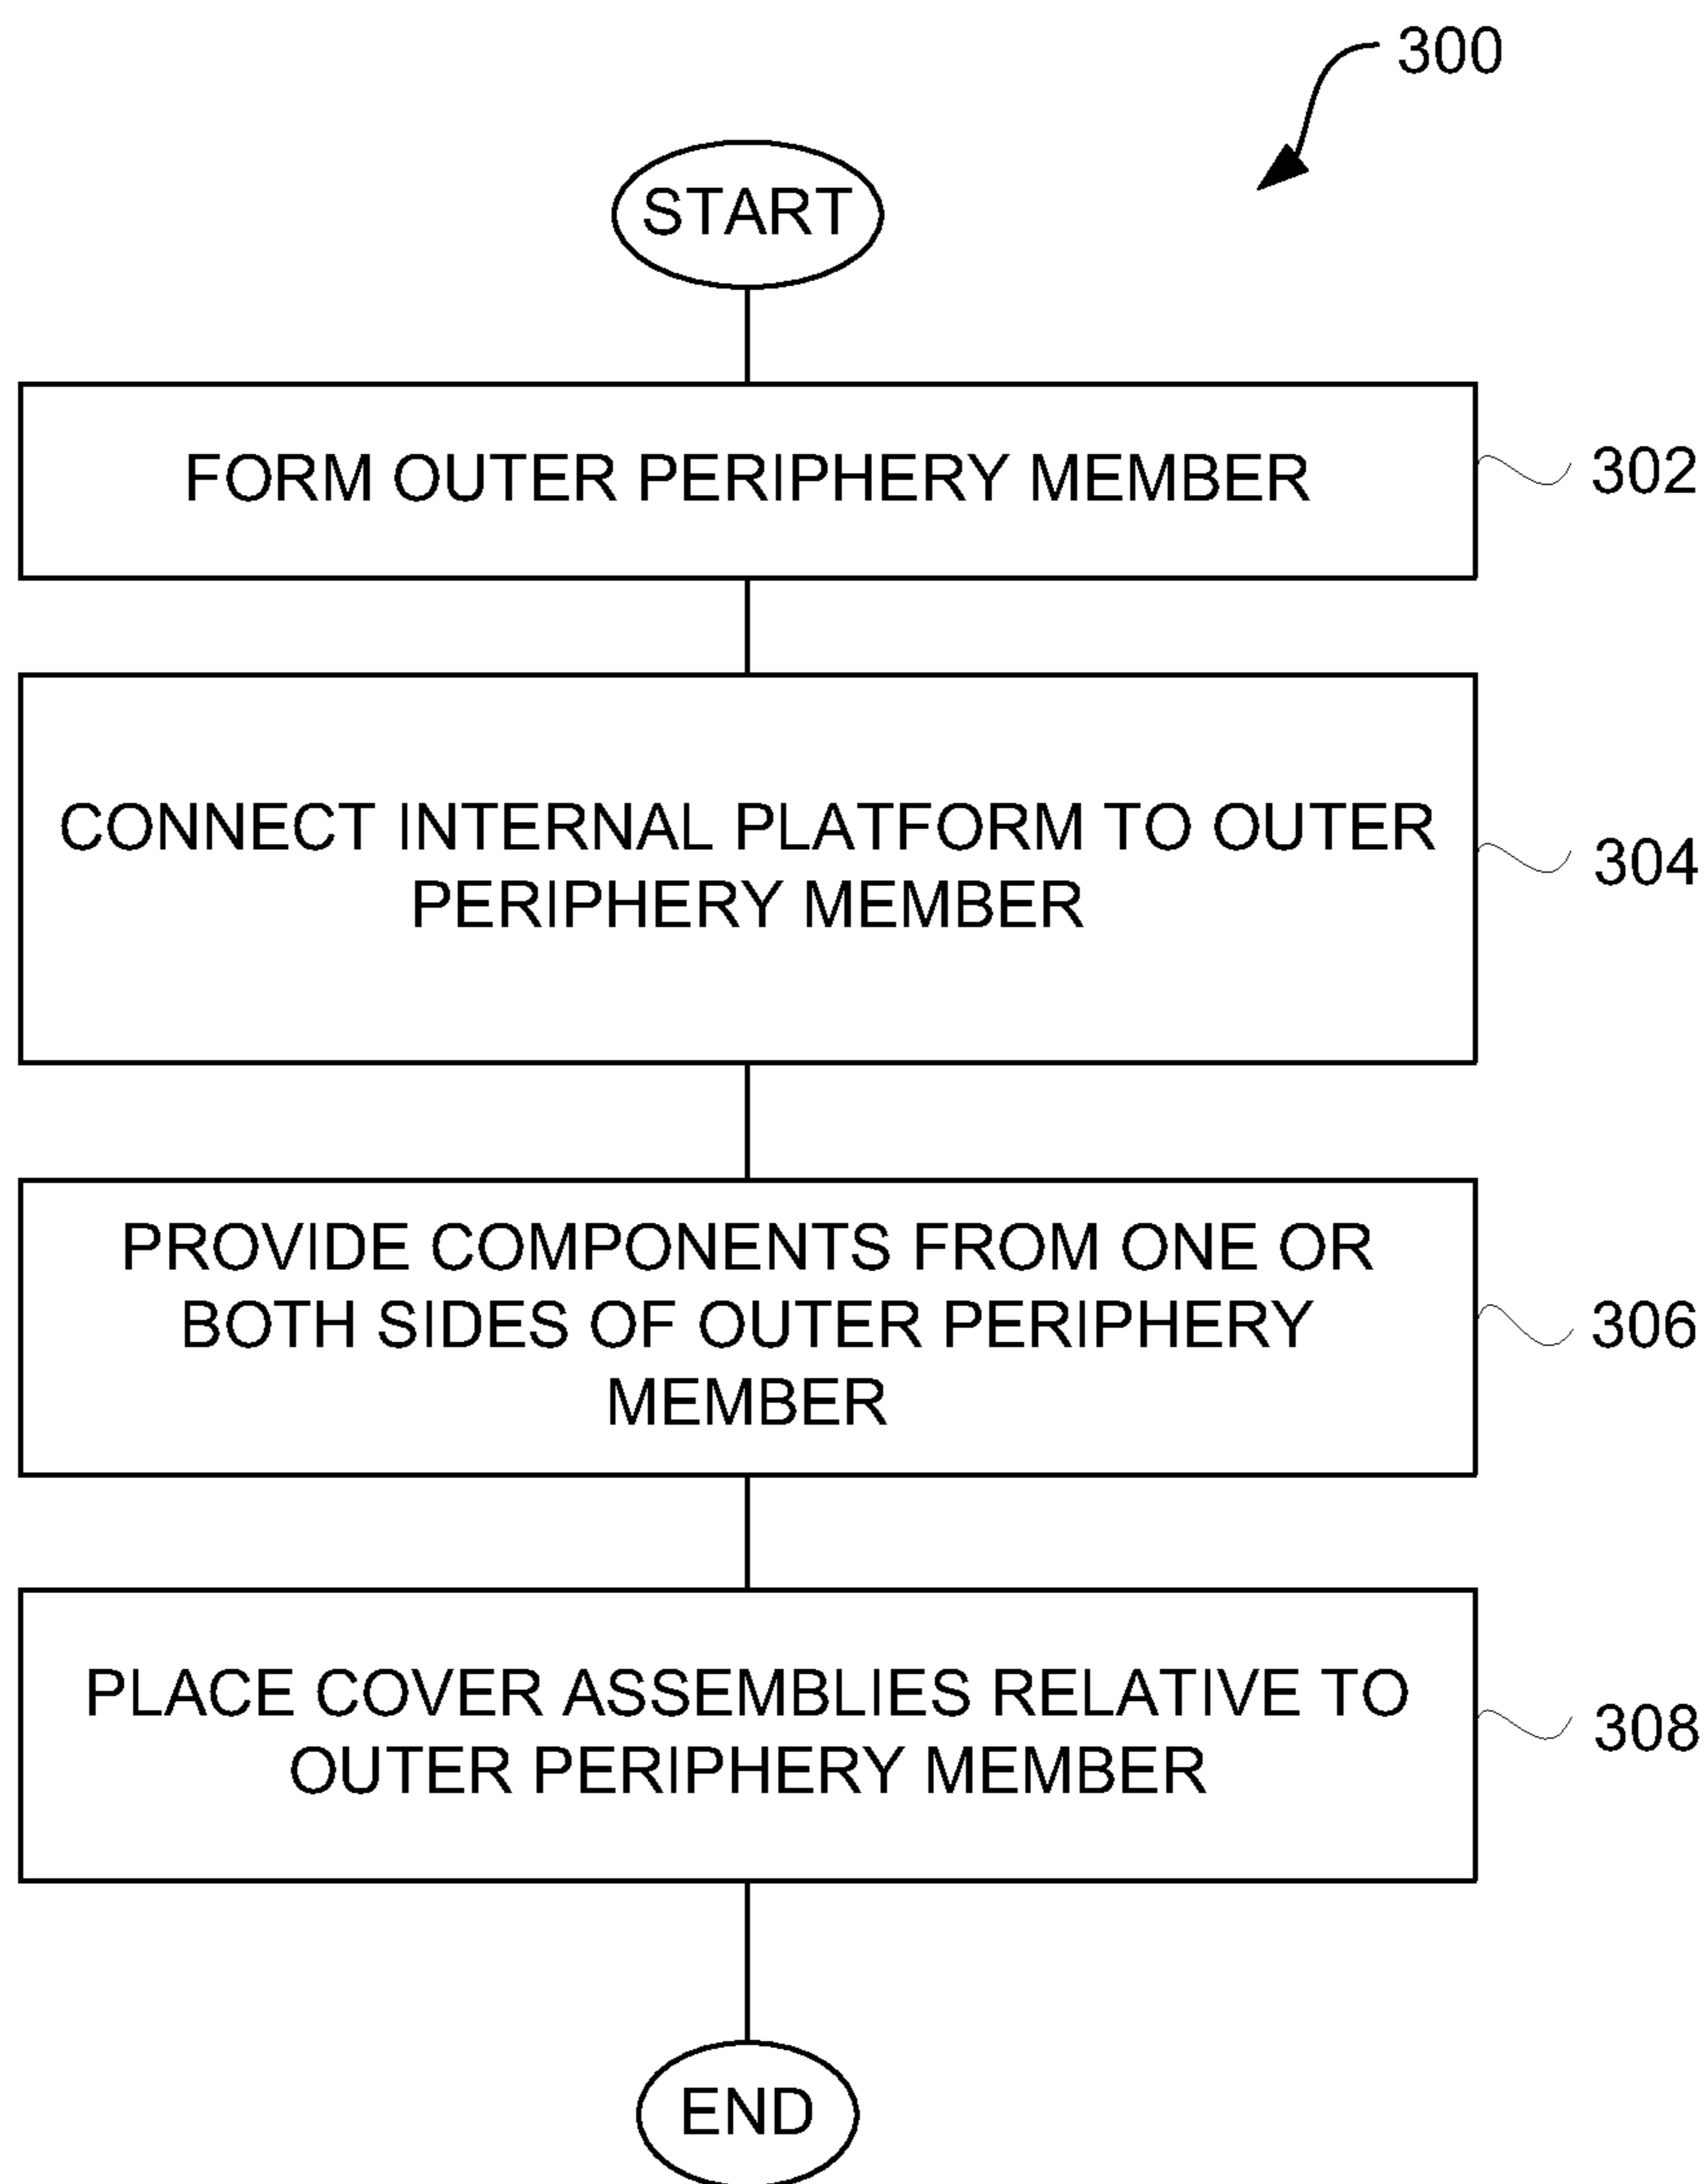 300
START
FORM OUTER PERIPHERY MEMBER
302
CONNECT INTERNAL PLATFORM TO OUTER
PERIPHERY MEMBER
304
PROVIDE COMPONENTS FROM ONE OR
BOTH SIDES OF OUTER PERIPHERY
MEMBER
306
PLACE COVER ASSEMBLIES RELATIVE TO
OUTER PERIPHERY MEMBER
308
END